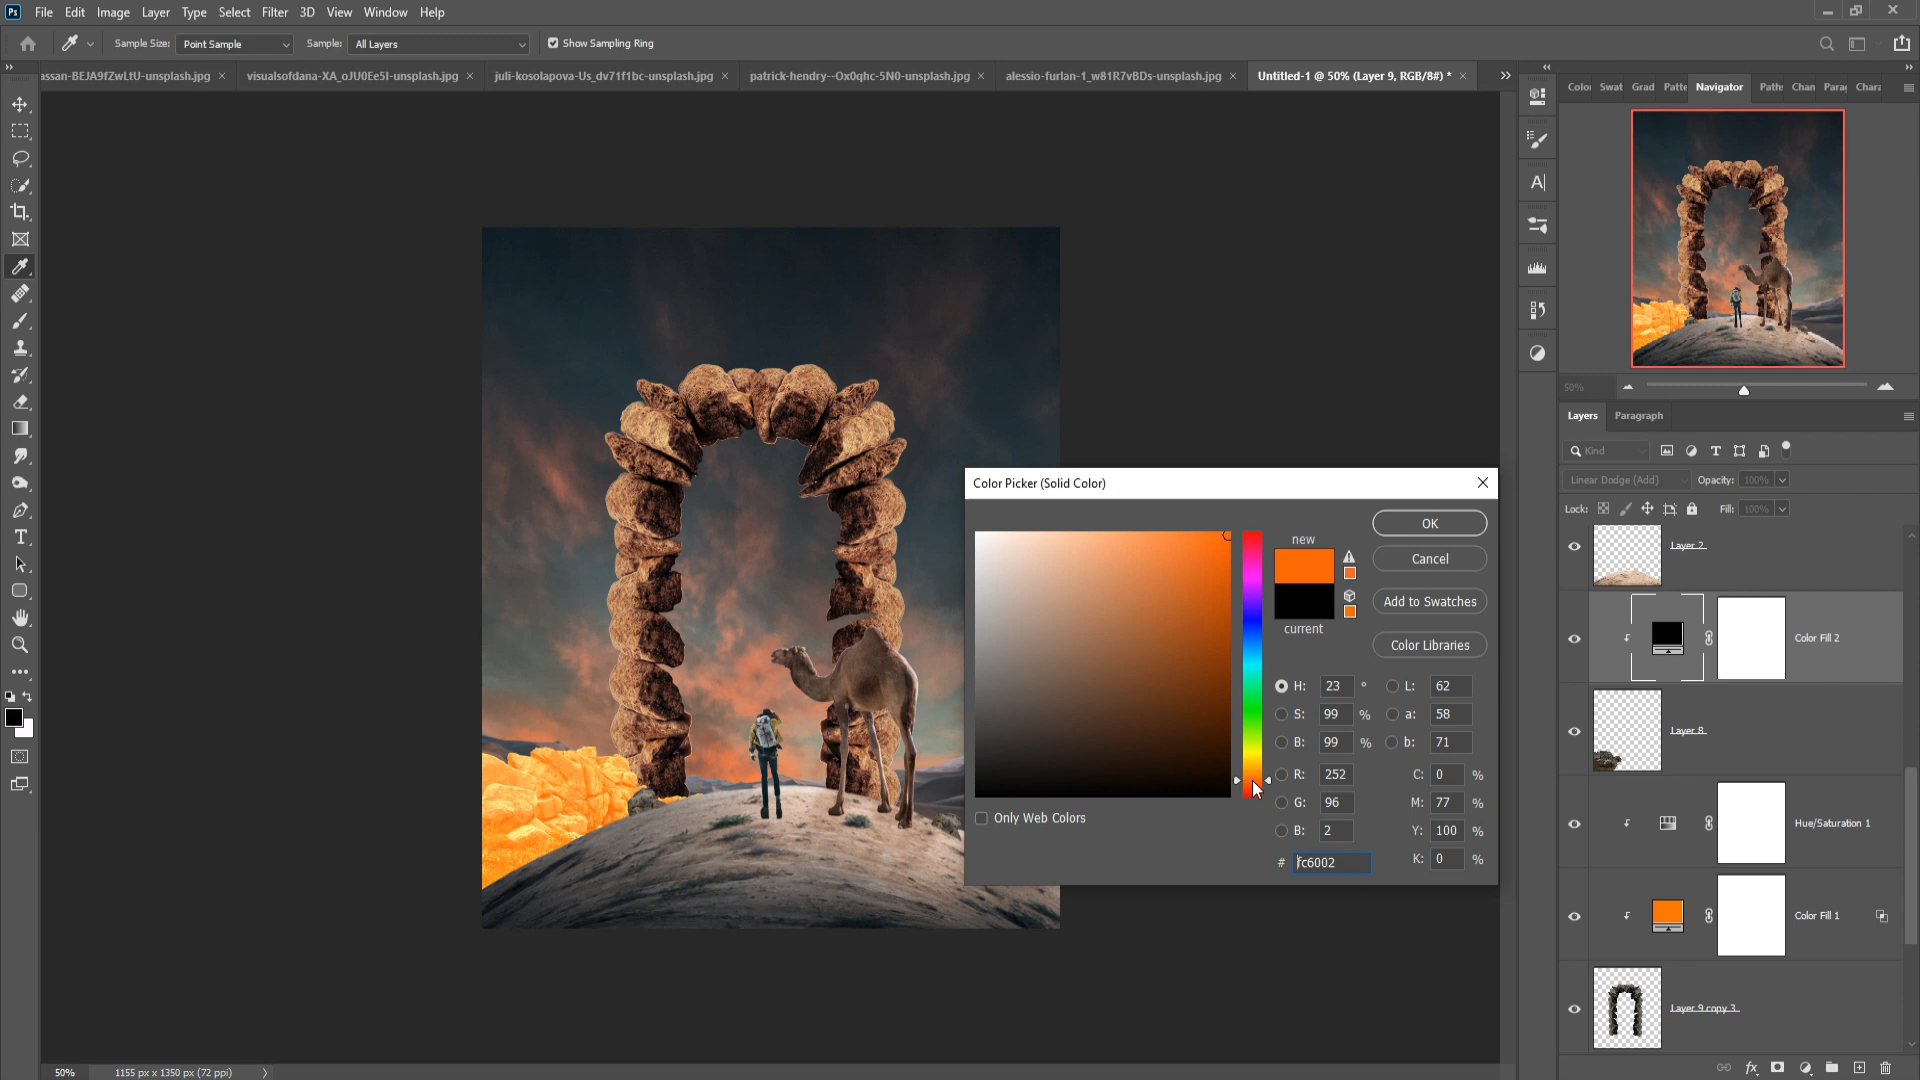 Ps File Edit Image Layer Type Select Filter 3D View Window Help
Sample Size: Point Sample Sample: All Layers Show Sampling Ring
assan-BEJA9fZwLtU-unsplash.jpg × visualsofdana-XA_oJU0Ee5I-unsplash.jpg × juli-kosolapova-Us_dv71f1bc-unsplash.jpg × patrick-hendry--Ox0qhc-5N0-unsplash.jpg × alessio-furlan-1_w81R7vBDs-unsplash.jpg × Untitled-1 @ 50% (Layer 9, RGB/8#) * ×
Colo Swat Grad Patte Navigator Paths Chan Para Chara
50%
Layers Paragraph
Kind
Linear Dodge (Add) Opacity: 100%
Lock: Fill: 100%
Layer 2
Color Fill 2
Layer 8
Hue/Saturation 1
Color Fill 1
Layer 9 copy 3
Color Picker (Solid Color)
new
current
OK
Cancel
Add to Swatches
Color Libraries
H: 23 ° L: 62
S: 99 % a: 58
B: 99 % b: 71
R: 252 C: 0 %
G: 96 M: 77 %
B: 2 Y: 100 %
# fc6002 K: 0 %
Only Web Colors
50% 1155 px x 1350 px (72 ppi)